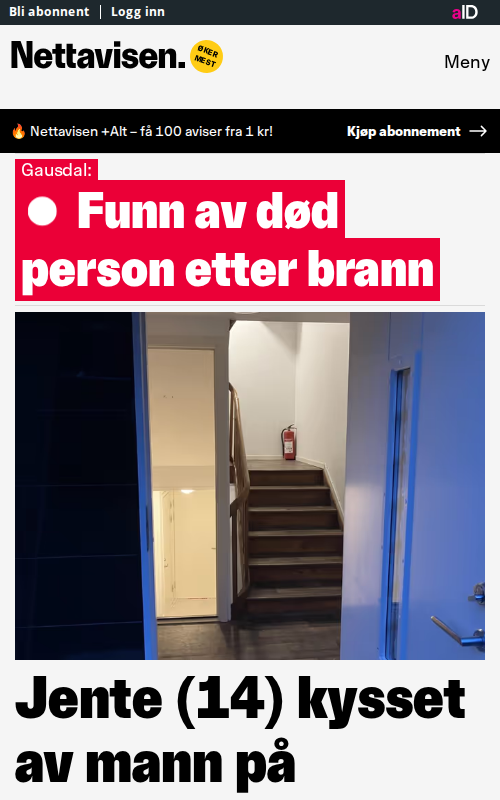 Bli abonnent
Logg inn
aID
Nettavisen.
ØKER
MEST
Meny
🔥 Nettavisen +Alt – få 100 aviser fra 1 kr!
Kjøp abonnement →
Gausdal:
Funn av død
person etter brann
Jente (14) kysset
av mann på